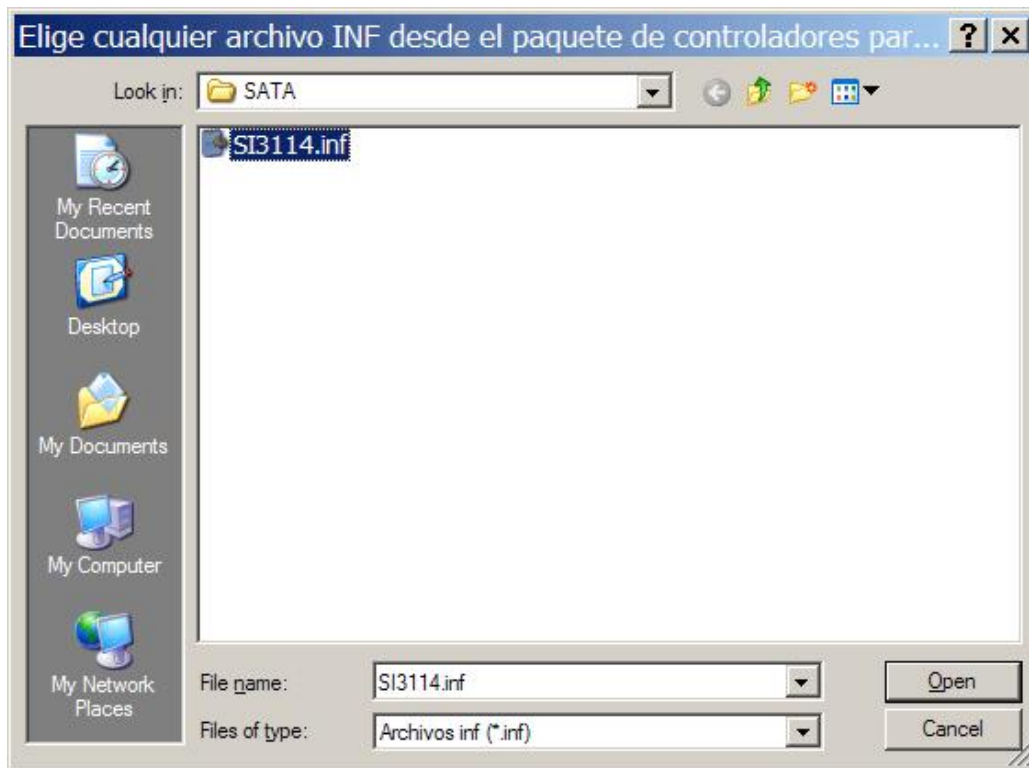 Elige cualquier archivo INF desde el paquete de controladores par...
Look in:
SATA
SI3114.inf
My Recent
Documents
Desktop
My Documents
My Computer
My Network
Places
File name:
SI3114.inf
Open
Files of type:
Archivos inf (*.inf)
Cancel